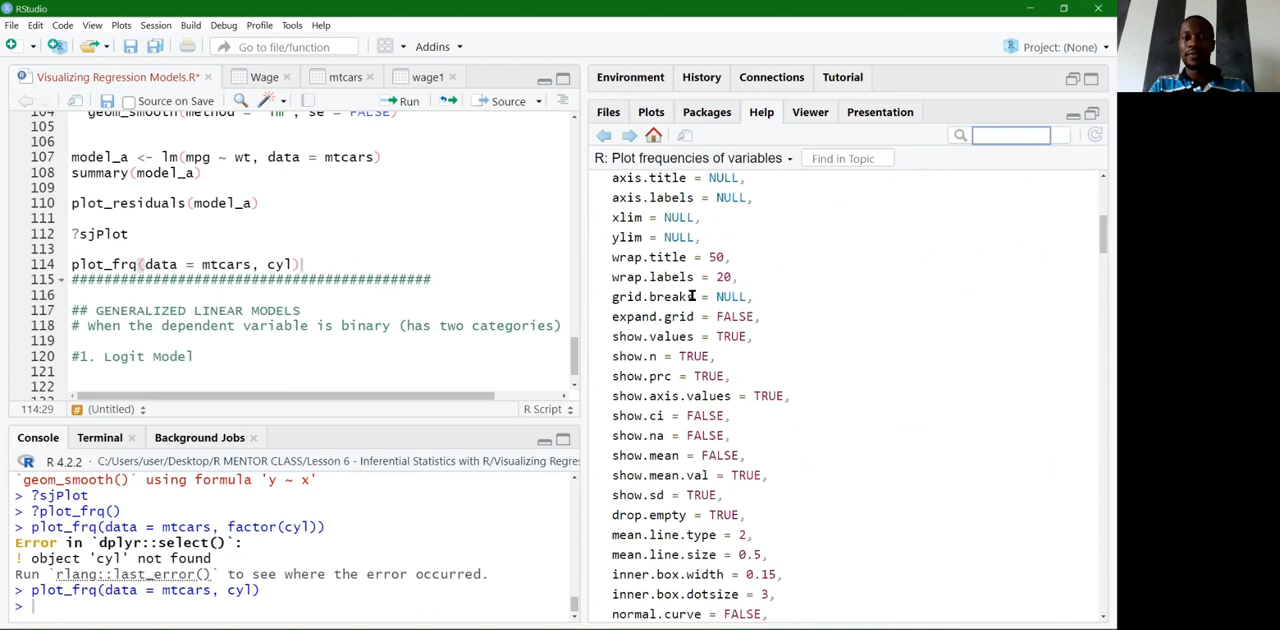 RStudio
File Edit Code View Plots Session Build Debug Profile Tools Help
Go to file/function Addins Project: (None)
Visualizing Regression Models.R* Wage mtcars wage1
Source on Save Run Source
104 geom_smooth(method = "lm", se = FALSE)
105
106
107 model_a <- lm(mpg ~ wt, data = mtcars)
108 summary(model_a)
109
110 plot_residuals(model_a)
111
112 ?sjPlot
113
114 plot_frq(data = mtcars, cyl)
115 ##########################################
116
117 ## GENERALIZED LINEAR MODELS
118 # When the dependent variable is binary (has two categories)
119
120 #1. Logit Model
121
122
123
114:29 # (Untitled) R Script
Console Terminal Background Jobs
R 4.2.2 · C:/Users/user/Desktop/R MENTOR CLASS/Lesson 6 - Inferential Statistics with R/Visualizing Regre
`geom_smooth()` using formula 'y ~ x'
> ?sjPlot
> ?plot_frq()
> plot_frq(data = mtcars, factor(cyl))
Error in `dplyr::select()`:
! object 'cyl' not found
Run `rlang::last_error()` to see where the error occurred.
> plot_frq(data = mtcars, cyl)
>
Environment History Connections Tutorial
Files Plots Packages Help Viewer Presentation
R: Plot frequencies of variables Find in Topic
axis.title = NULL,
axis.labels = NULL,
xlim = NULL,
ylim = NULL,
wrap.title = 50,
wrap.labels = 20,
grid.breaks = NULL,
expand.grid = FALSE,
show.values = TRUE,
show.n = TRUE,
show.prc = TRUE,
show.axis.values = TRUE,
show.ci = FALSE,
show.na = FALSE,
show.mean = FALSE,
show.mean.val = TRUE,
show.sd = TRUE,
drop.empty = TRUE,
mean.line.type = 2,
mean.line.size = 0.5,
inner.box.width = 0.15,
inner.box.dotsize = 3,
normal.curve = FALSE,